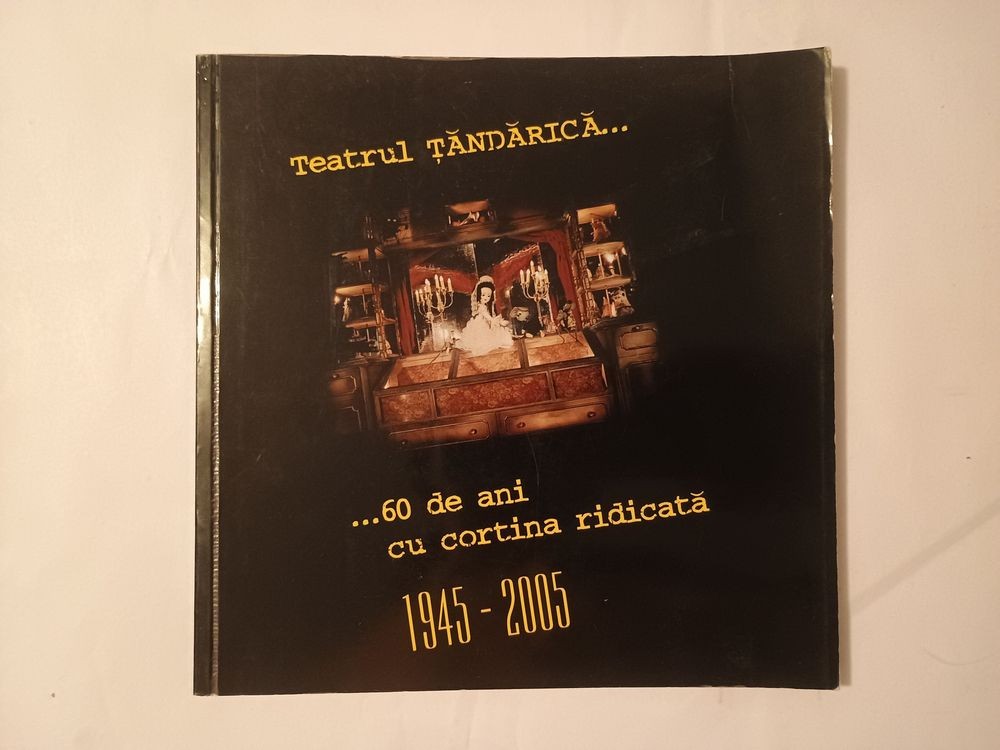 Teatrul ȚĂNDĂRICĂ...
...60 de ani
cu cortina ridicată
1945 - 2005